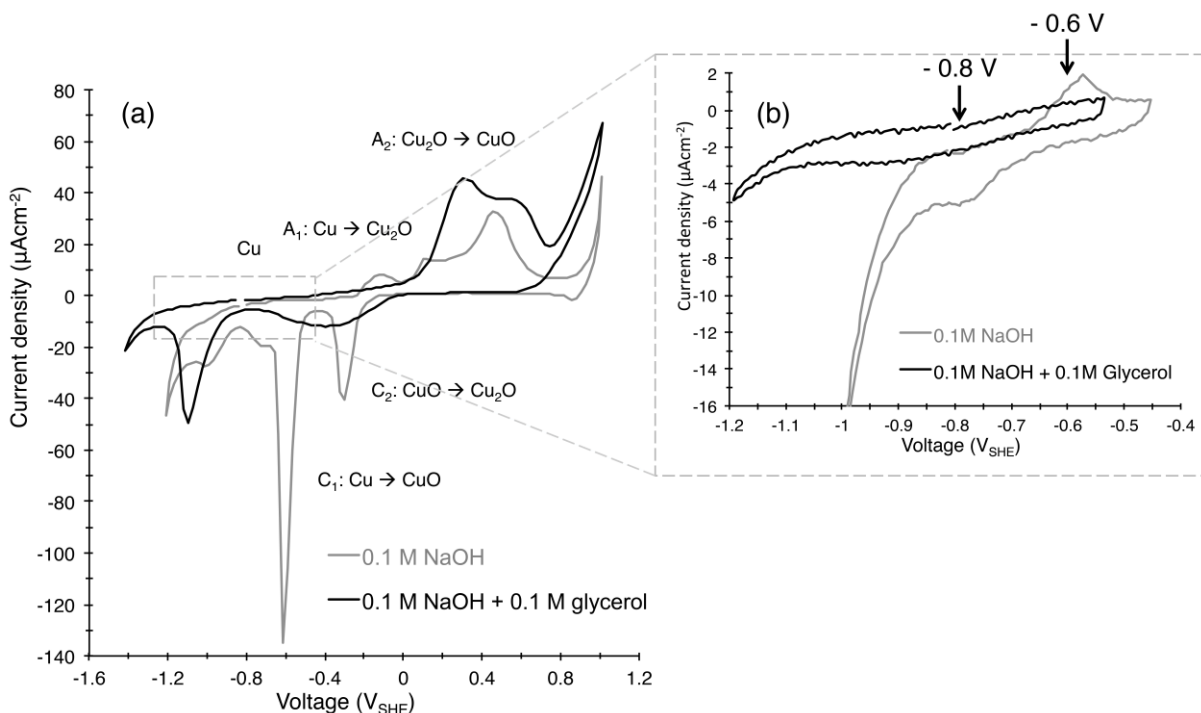 (a)
80
60
40
20
0
-20
-40
-60
-80
-100
-120
-140
Current density (µAcm-2)
-1.6
-1.2
-0.8
-0.4
0
0.4
0.8
1.2
Voltage (VSHE)
A2: Cu2O → CuO
A1: Cu → Cu2O
Cu
C2: CuO → Cu2O
C1: Cu → CuO
0.1 M NaOH
0.1 M NaOH + 0.1 M glycerol
- 0.6 V
- 0.8 V
(b)
2
0
-2
-4
-6
-8
-10
-12
-14
-16
Current density (µAcm-2)
0.1M NaOH
0.1M NaOH + 0.1M Glycerol
-1.2
-1.1
-1
-0.9
-0.8
-0.7
-0.6
-0.5
-0.4
Voltage (VSHE)